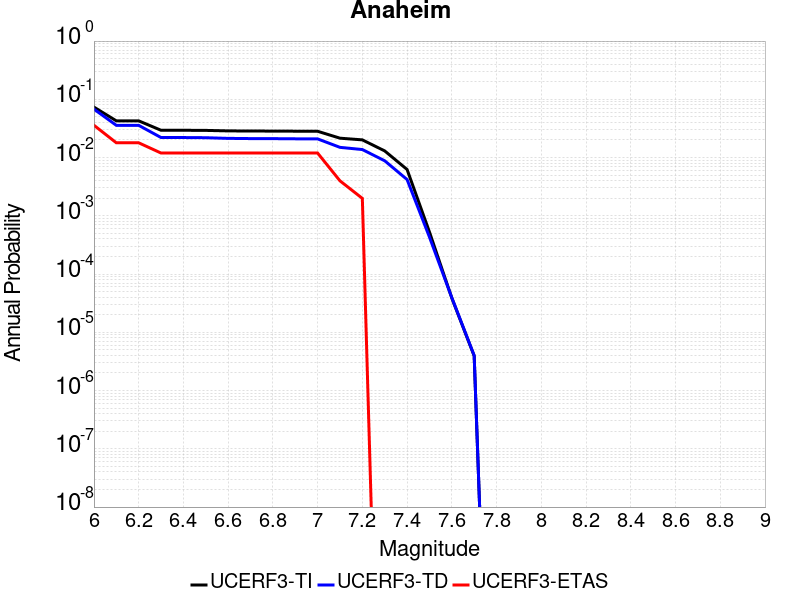 Anaheim
10^0
10^-1
10^-2
10^-3
10^-4
10^-5
10^-6
10^-7
10^-8
Annual Probability
6 6.2 6.4 6.6 6.8 7 7.2 7.4 7.6 7.8 8 8.2 8.4 8.6 8.8 9
Magnitude
UCERF3-TI UCERF3-TD UCERF3-ETAS